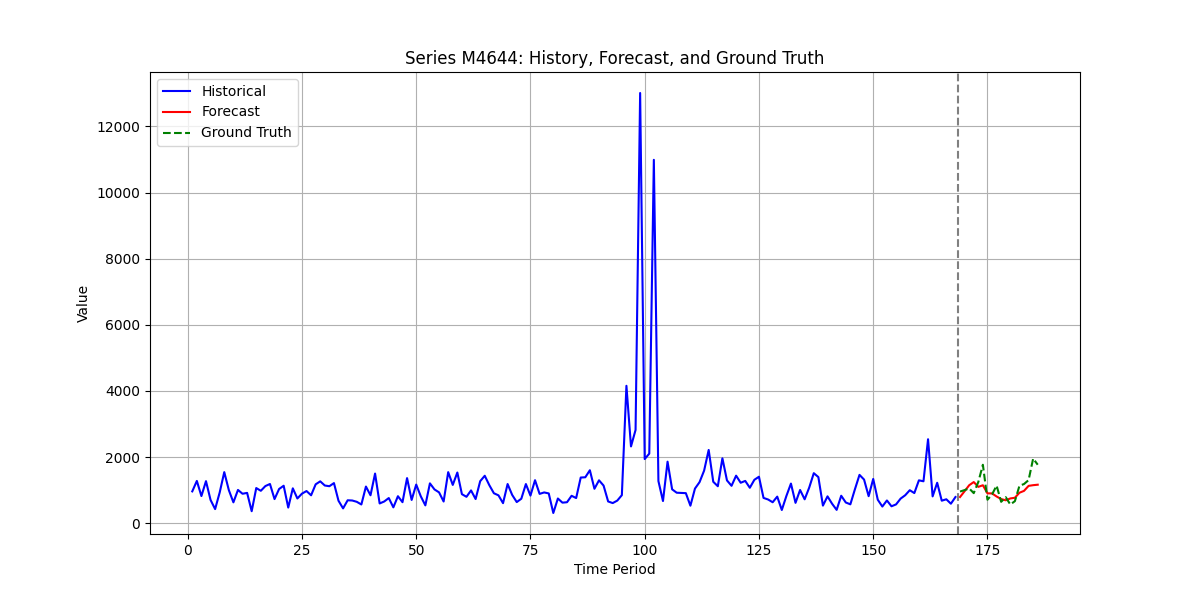 Series M4644: History, Forecast, and Ground Truth
Historical
Forecast
Ground Truth
Value
12000
10000
8000
6000
4000
2000
0
0 25 50 75 100 125 150 175
Time Period